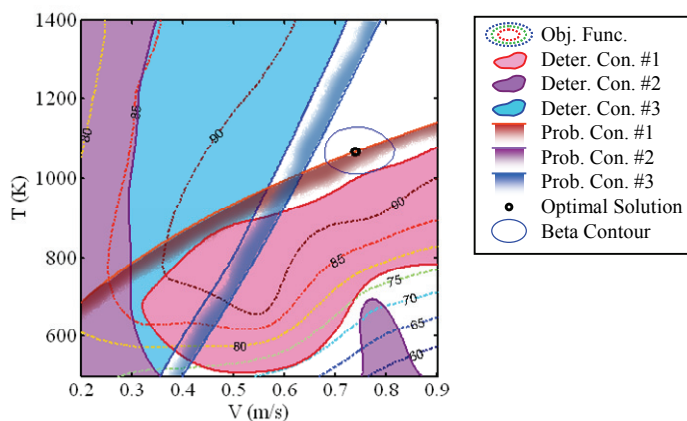 1400
1200
1000
800
600
T (K)
0.2 0.3 0.4 0.5 0.6 0.7 0.8 0.9
V (m/s)
80
85
90
90
85
80
75
70
65
60
Obj. Func.
Deter. Con. #1
Deter. Con. #2
Deter. Con. #3
Prob. Con. #1
Prob. Con. #2
Prob. Con. #3
Optimal Solution
Beta Contour